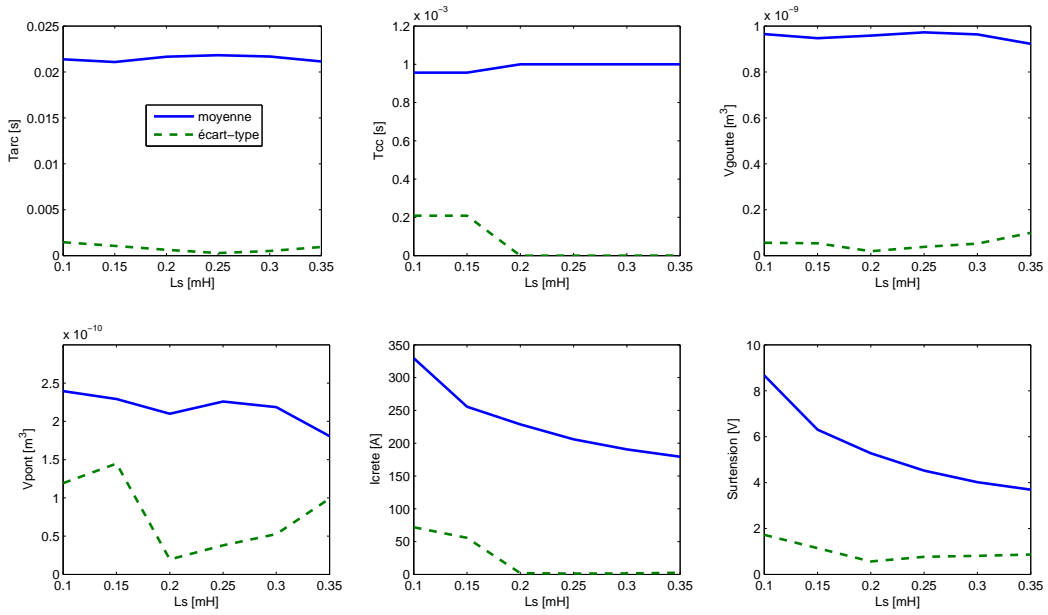 0.025
0.02
0.015
0.01
0.005
0
Tarc [s]
0.1 0.15 0.2 0.25 0.3 0.35
Ls [mH]
moyenne
écart−type
x 10−3
1.2
1
0.8
0.6
0.4
0.2
0
Tcc [s]
0.1 0.15 0.2 0.25 0.3 0.35
Ls [mH]
x 10−9
1
0.8
0.6
0.4
0.2
0
Vgoutte [m3]
0.1 0.15 0.2 0.25 0.3 0.35
Ls [mH]
x 10−10
2.5
2
1.5
1
0.5
0
Vpont [m3]
0.1 0.15 0.2 0.25 0.3 0.35
Ls [mH]
350
300
250
200
150
100
50
0
Icrete [A]
0.1 0.15 0.2 0.25 0.3 0.35
Ls [mH]
10
8
6
4
2
0
Surtension [V]
0.1 0.15 0.2 0.25 0.3 0.35
Ls [mH]